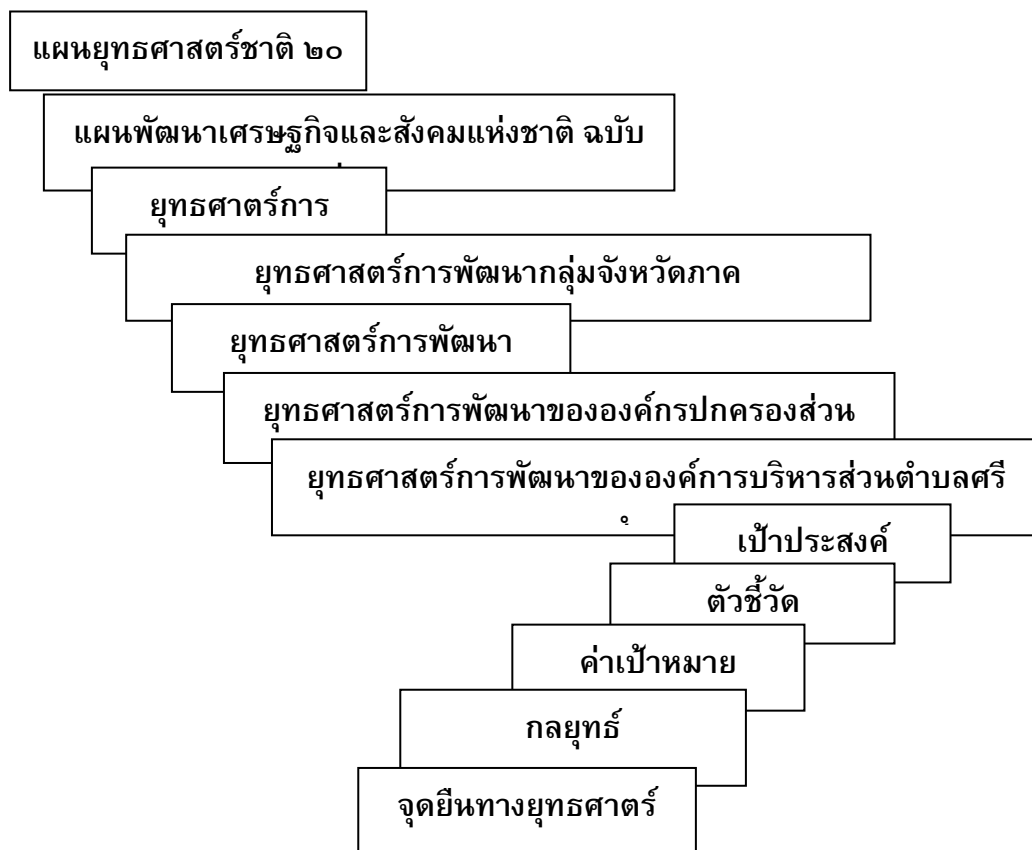 แผนยุทธศาสตร์ชาติ ๒๐
แผนพัฒนาเศรษฐกิจและสังคมแห่งชาติ ฉบับ
ยุทธศาตร์การ
ยุทธศาสตร์การพัฒนากลุ่มจังหวัดภาค
ยุทธศาสตร์การพัฒนา
ยุทธศาสตร์การพัฒนาขององค์กรปกครองส่วน
ยุทธศาสตร์การพัฒนาขององค์การบริหารส่วนตำบลศรี
เป้าประสงค์
ตัวชี้วัด
ค่าเป้าหมาย
กลยุทธ์
จุดยืนทางยุทธศาตร์